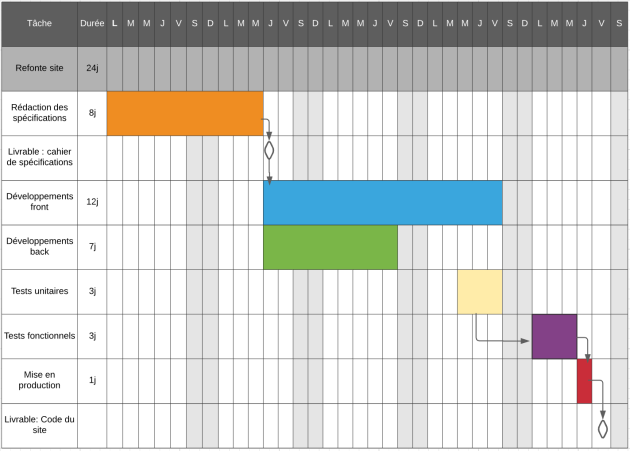 Tâche Durée L M M J V S D L M M J V S D L M M J V S D L M M J V S D L M M J V S
Refonte site 24j
Rédaction des
spécifications 8j
Livrable : cahier
de spécifications
Développements
front 12j
Développements
back 7j
Tests unitaires 3j
Tests fonctionnels 3j
Mise en
production 1j
Livrable: Code du
site